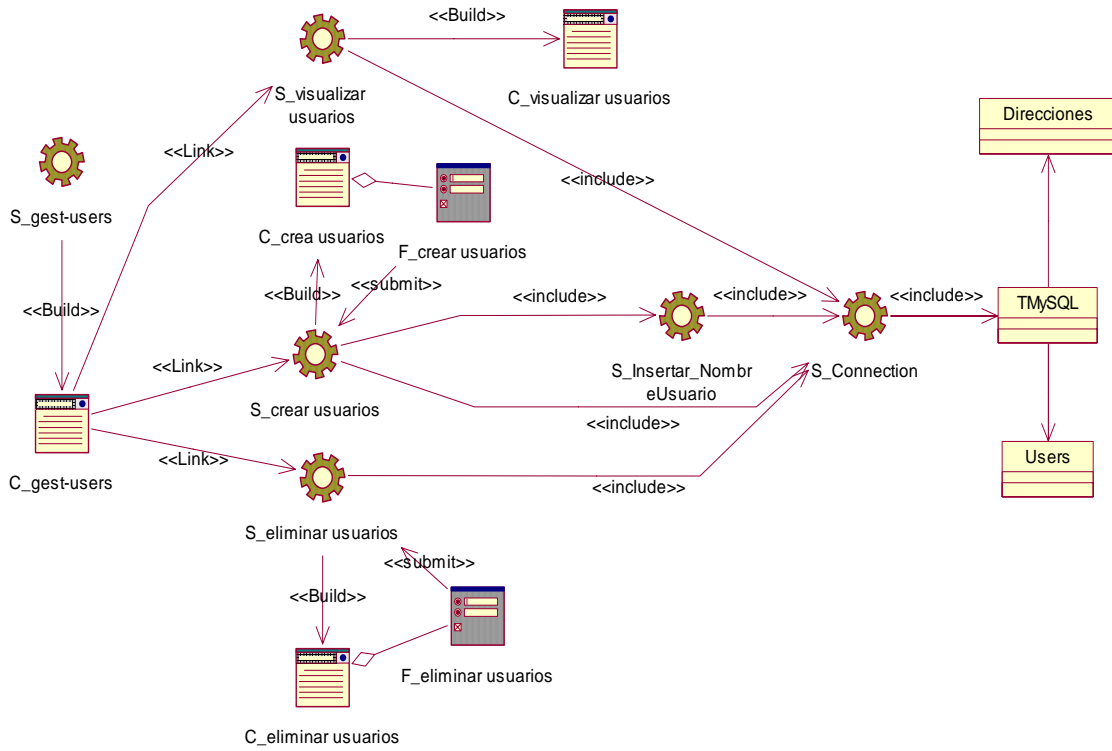 <<Build>>
C_visualizar usuarios
S_visualizar
usuarios
Direcciones
<<Link>>
<<include>>
S_gest-users
C_crea usuarios
F_crear usuarios
<<Build>>
<<submit>>
<<Build>>
<<include>>
<<include>>
<<include>>
TMySQL
<<Link>>
S_crear usuarios
S_Insertar_Nombr
eUsuario
S_Connection
<<include>>
<<Link>>
<<include>>
Users
C_gest-users
S_eliminar usuarios
<<submit>>
<<Build>>
F_eliminar usuarios
C_eliminar usuarios